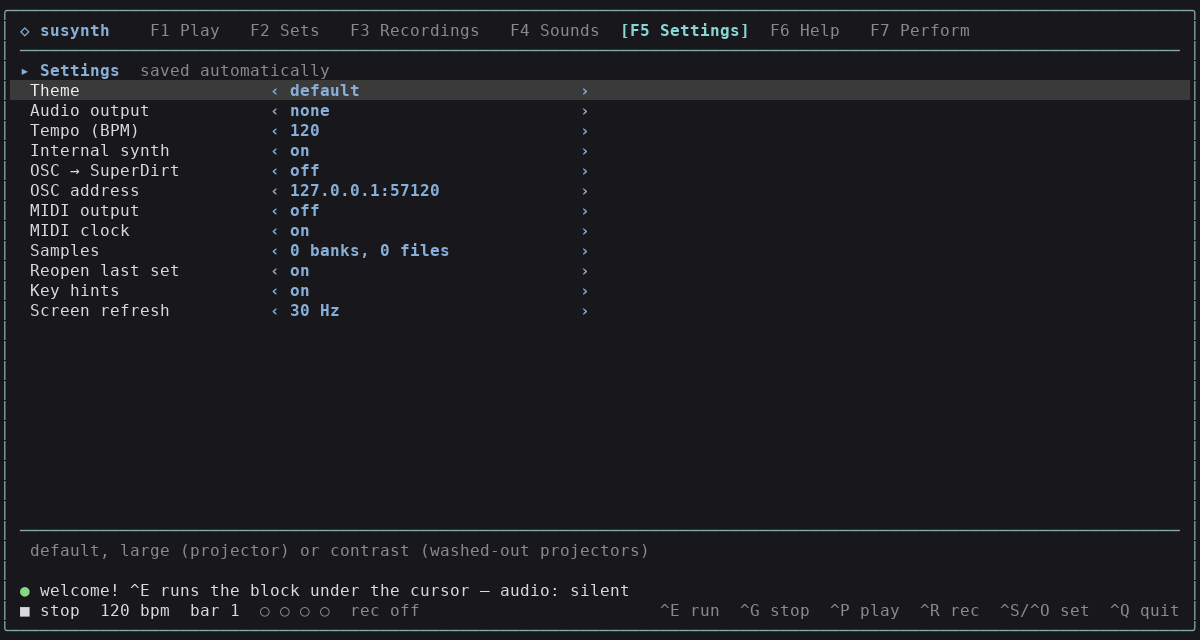 ◇ susynth F1 Play F2 Sets F3 Recordings F4 Sounds [F5 Settings] F6 Help F7 Perform
▸ Settings saved automatically
Theme ‹ default ›
Audio output ‹ none ›
Tempo (BPM) ‹ 120 ›
Internal synth ‹ on ›
OSC → SuperDirt ‹ off ›
OSC address ‹ 127.0.0.1:57120 ›
MIDI output ‹ off ›
MIDI clock ‹ on ›
Samples ‹ 0 banks, 0 files ›
Reopen last set ‹ on ›
Key hints ‹ on ›
Screen refresh ‹ 30 Hz ›
default, large (projector) or contrast (washed-out projectors)
● welcome! ^E runs the block under the cursor — audio: silent
■ stop 120 bpm bar 1 ○ ○ ○ ○ rec off ^E run ^G stop ^P play ^R rec ^S/^O set ^Q quit